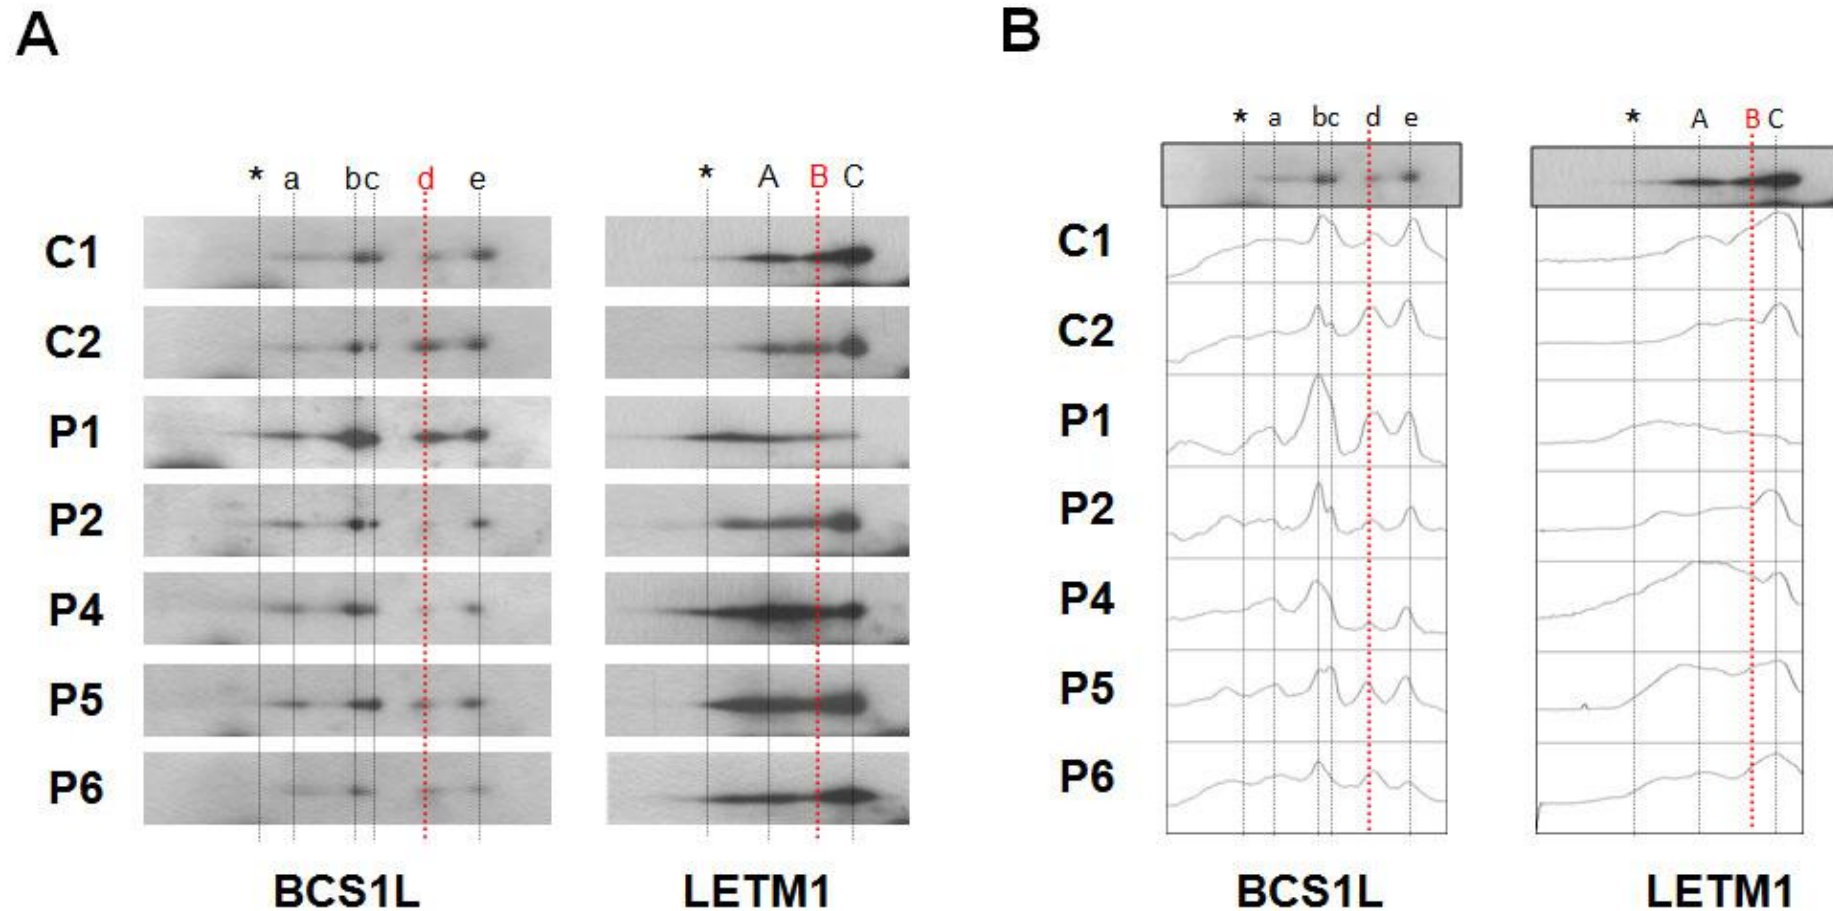 A
* a bc d e
* A B C
C1
C2
P1
P2
P4
P5
P6
BCS1L
LETM1
B
* a bc d e
* A B C
C1
C2
P1
P2
P4
P5
P6
BCS1L
LETM1